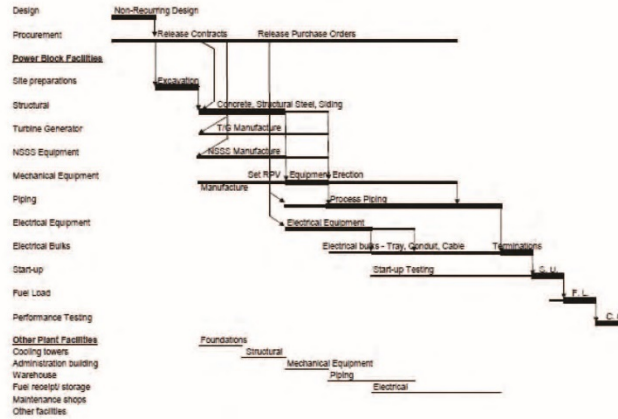 Design Non-Recurring Design
Procurement Release Contracts Release Purchase Orders
Power Block Facilities
Site preparations Excavation
Structural Concrete, Structural Steel, Siding
Turbine Generator T/G Manufacture
NSSS Equipment NSSS Manufacture
Mechanical Equipment Set RPV Equipment Erection
Manufacture
Piping Process Piping
Electrical Equipment Electrical Equipment
Electrical Bulks Electrical bulks - Tray, Conduit, Cable Terminations
Start-up Start-up Testing S. U.
Fuel Load F. L.
Performance Testing C.
Other Plant Facilities Foundations
Cooling towers Structural
Administration building Mechanical Equipment
Warehouse Piping
Fuel receipt/ storage Electrical
Maintenance shops
Other facilities